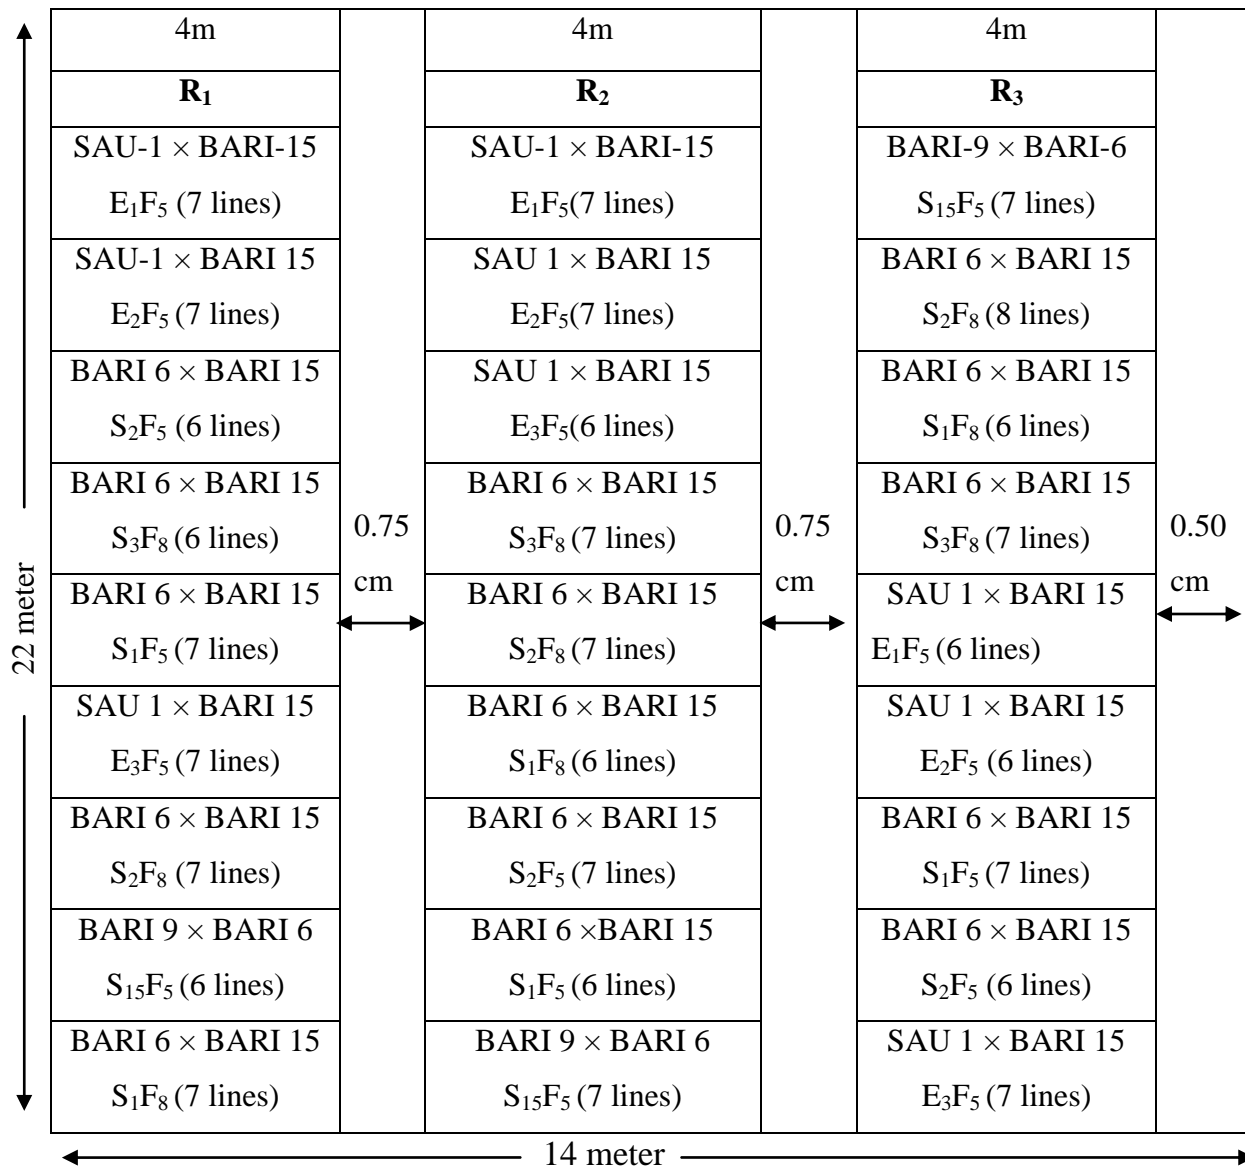 4m
R₁
SAU-1 × BARI-15
E₁F₅ (7 lines)
SAU-1 × BARI 15
E₂F₅ (7 lines)
BARI 6 × BARI 15
S₂F₅ (6 lines)
BARI 6 × BARI 15
S₃F₈ (6 lines)
BARI 6 × BARI 15
S₁F₅ (7 lines)
SAU 1 × BARI 15
E₃F₅ (7 lines)
BARI 6 × BARI 15
S₂F₈ (7 lines)
BARI 9 × BARI 6
S₁₅F₅ (6 lines)
BARI 6 × BARI 15
S₁F₈ (7 lines)
0.75
cm
4m
R₂
SAU-1 × BARI-15
E₁F₅(7 lines)
SAU 1 × BARI 15
E₂F₅(7 lines)
SAU 1 × BARI 15
E₃F₅(6 lines)
BARI 6 × BARI 15
S₃F₈ (7 lines)
BARI 6 × BARI 15
S₂F₈ (7 lines)
BARI 6 × BARI 15
S₁F₈ (6 lines)
BARI 6 × BARI 15
S₂F₅ (7 lines)
BARI 6 ×BARI 15
S₁F₅ (6 lines)
BARI 9 × BARI 6
S₁₅F₅ (7 lines)
0.75
cm
4m
R₃
BARI-9 × BARI-6
S₁₅F₅ (7 lines)
BARI 6 × BARI 15
S₂F₈ (8 lines)
BARI 6 × BARI 15
S₁F₈ (6 lines)
BARI 6 × BARI 15
S₃F₈ (7 lines)
SAU 1 × BARI 15
E₁F₅ (6 lines)
SAU 1 × BARI 15
E₂F₅ (6 lines)
BARI 6 × BARI 15
S₁F₅ (7 lines)
BARI 6 × BARI 15
S₂F₅ (6 lines)
SAU 1 × BARI 15
E₃F₅ (7 lines)
0.50
cm
22 meter
14 meter